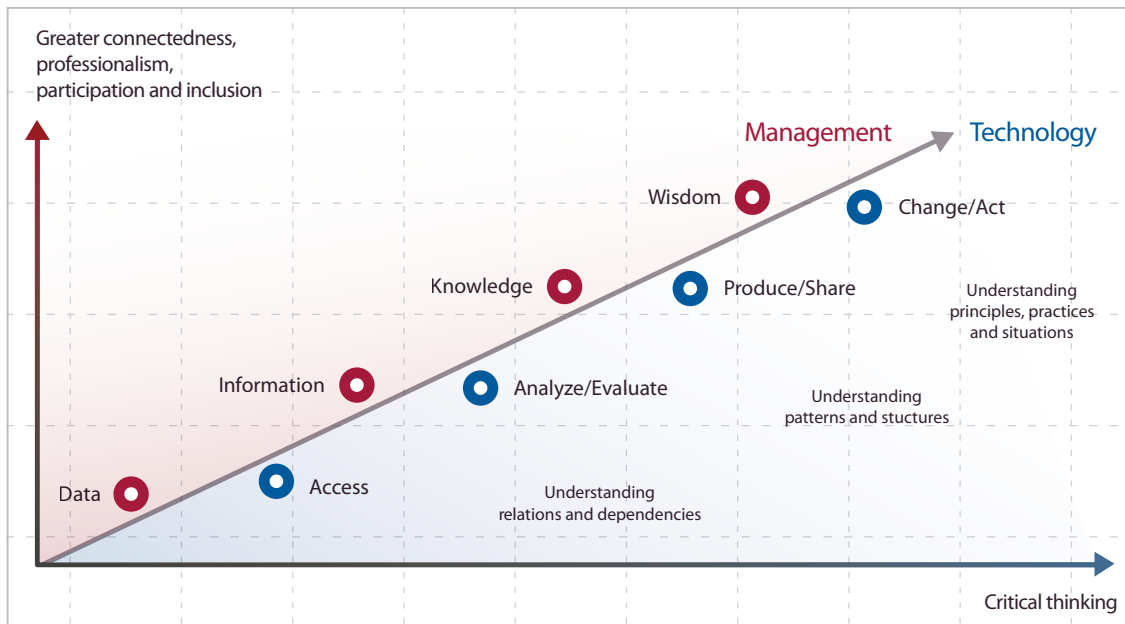 Greater connectedness,
professionalism,
participation and inclusion
Management
Technology
Wisdom
Change/Act
Knowledge
Produce/Share
Understanding
principles, practices
and situations
Information
Analyze/Evaluate
Understanding
patterns and stuctures
Data
Access
Understanding
relations and dependencies
Critical thinking